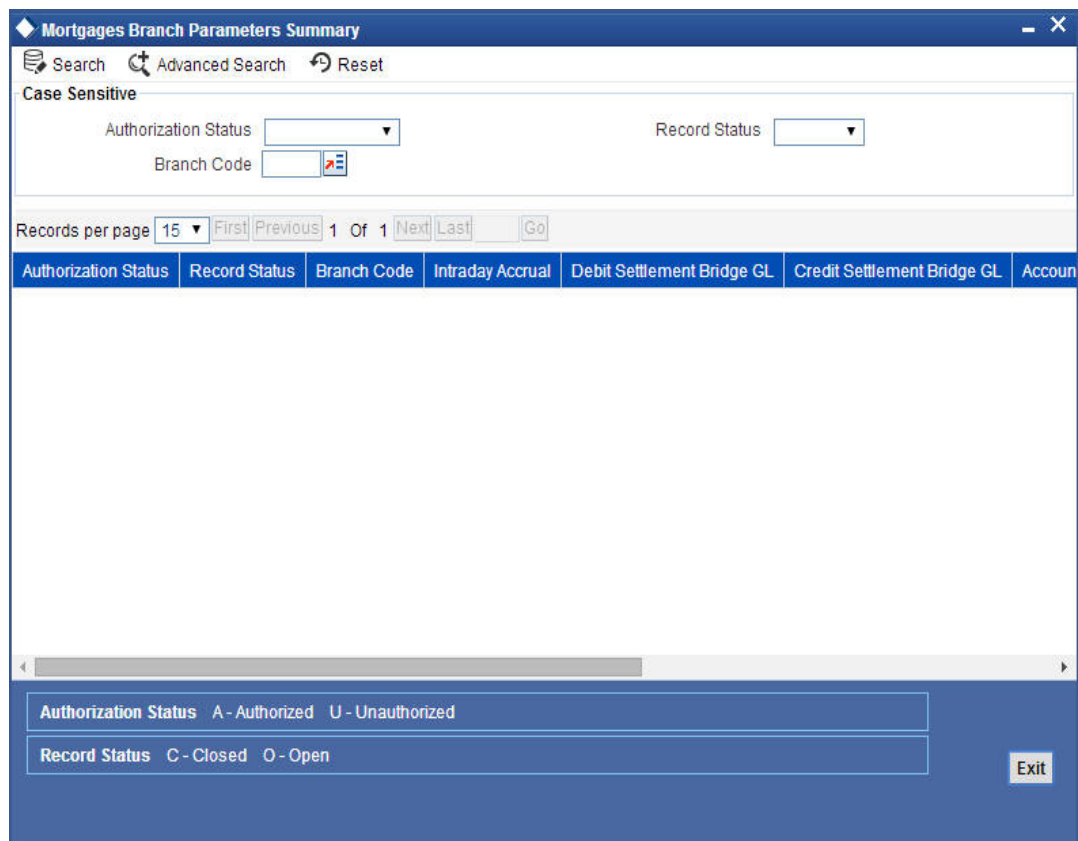 Mortgages Branch Parameters Summary
Search Advanced Search Reset
Case Sensitive
Authorization Status Record Status
Branch Code
Records per page 15 First Previous 1 Of 1 Next Last Go
Authorization Status Record Status Branch Code Intraday Accrual Debit Settlement Bridge GL Credit Settlement Bridge GL Accoun
Authorization Status A - Authorized U - Unauthorized
Record Status C - Closed O - Open
Exit